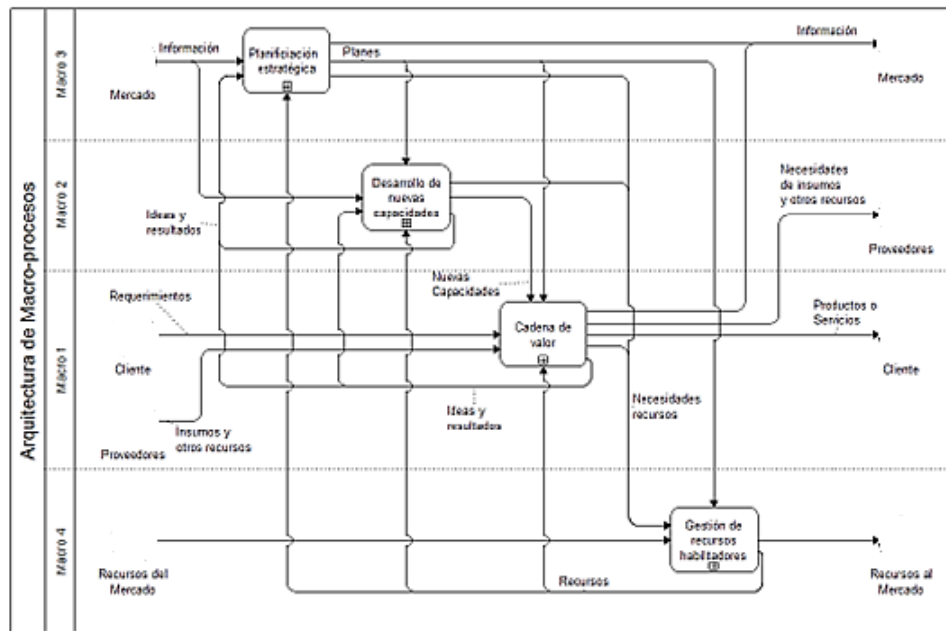 Arquitectura de Macro-procesos
Macro 3
Información
Mercado
Planificiación
estratégica
Planes
Información
Mercado
Macro 2
Ideas y
resultados
Desarrollo de
nuevas
capacidades
Nuevas
Capacidades
Necesidades
de insumos
y otros recursos
Proveedores
Macro 1
Requerimientos
Cliente
Insumos y
otros recursos
Proveedores
Cadena de
valor
Ideas y
resultados
Necesidades
recursos
Productos o
Servicios
Cliente
Macro 4
Recursos del
Mercado
Recursos
Gestión de
recursos
habilitadores
Recursos al
Mercado